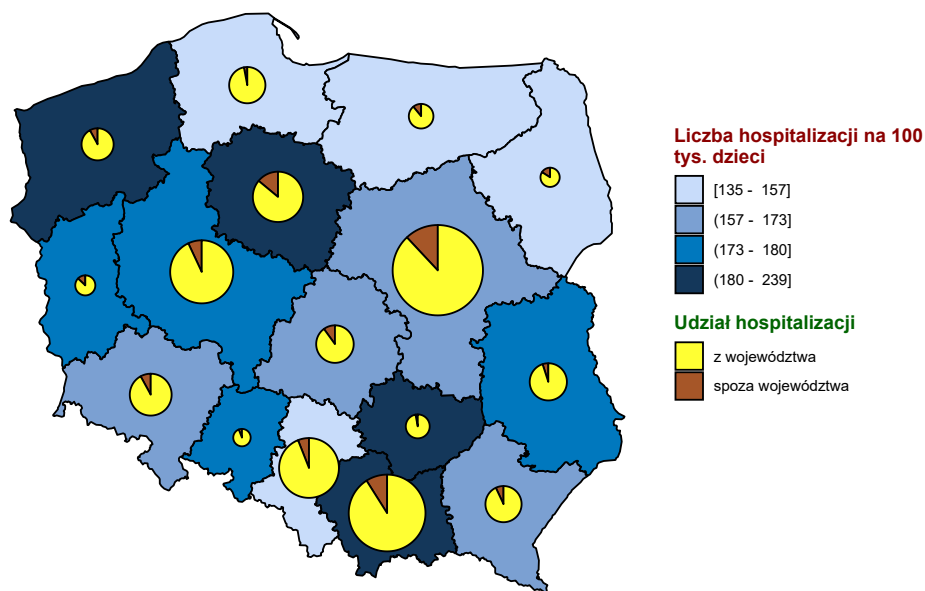 Liczba hospitalizacji na 100
tys. dzieci
[135 - 157]
(157 - 173]
(173 - 180]
(180 - 239]
Udział hospitalizacji
z województwa
spoza województwa